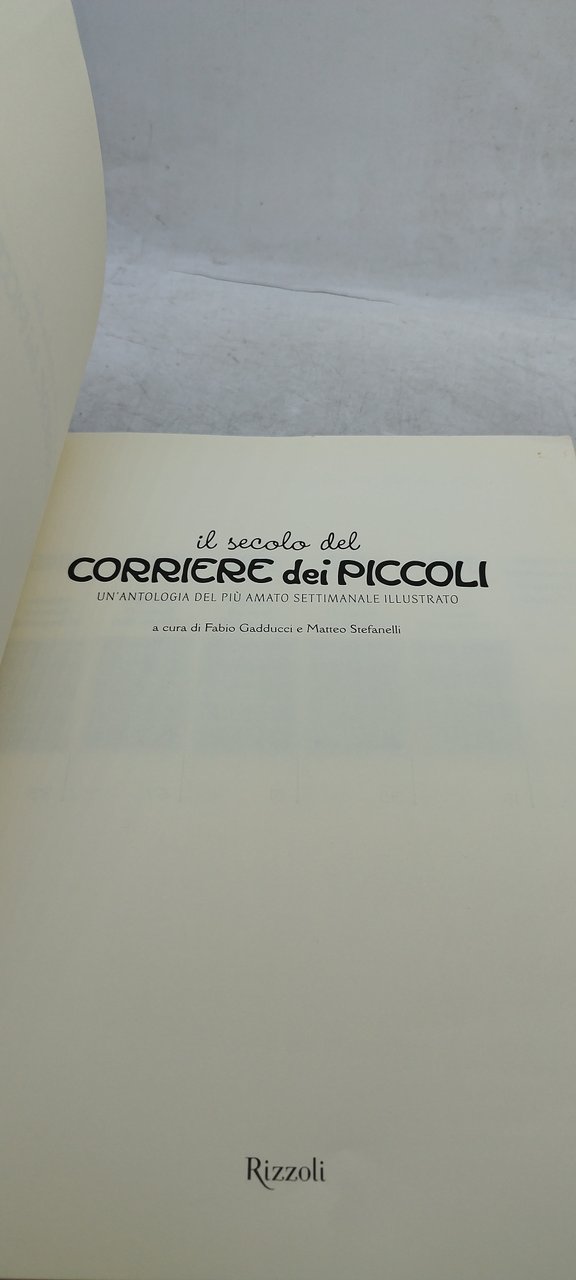 il secolo del
CORRIERE dei PICCOLI
UN'ANTOLOGIA DEL PIÙ AMATO SETTIMANALE ILLUSTRATO
a cura di Fabio Gadducci e Matteo Stefanelli
Rizzoli